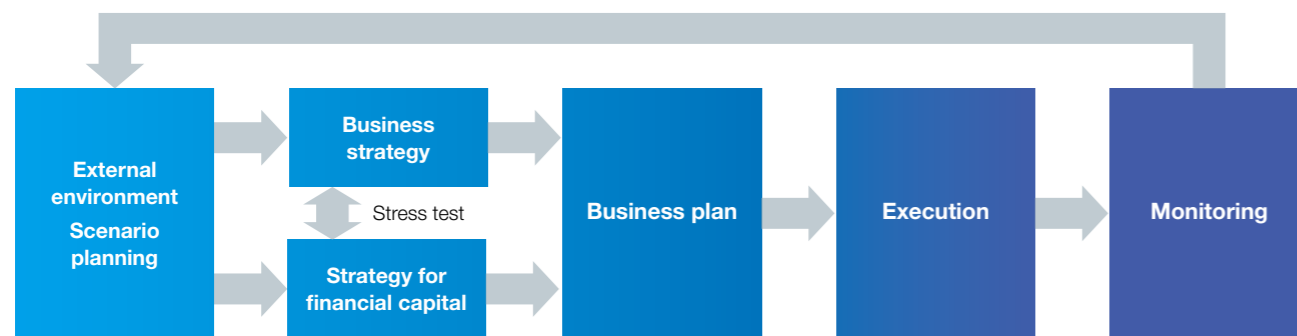 External
environment
Scenario
planning
Business
strategy
Stress test
Strategy for
financial capital
Business plan
Execution
Monitoring